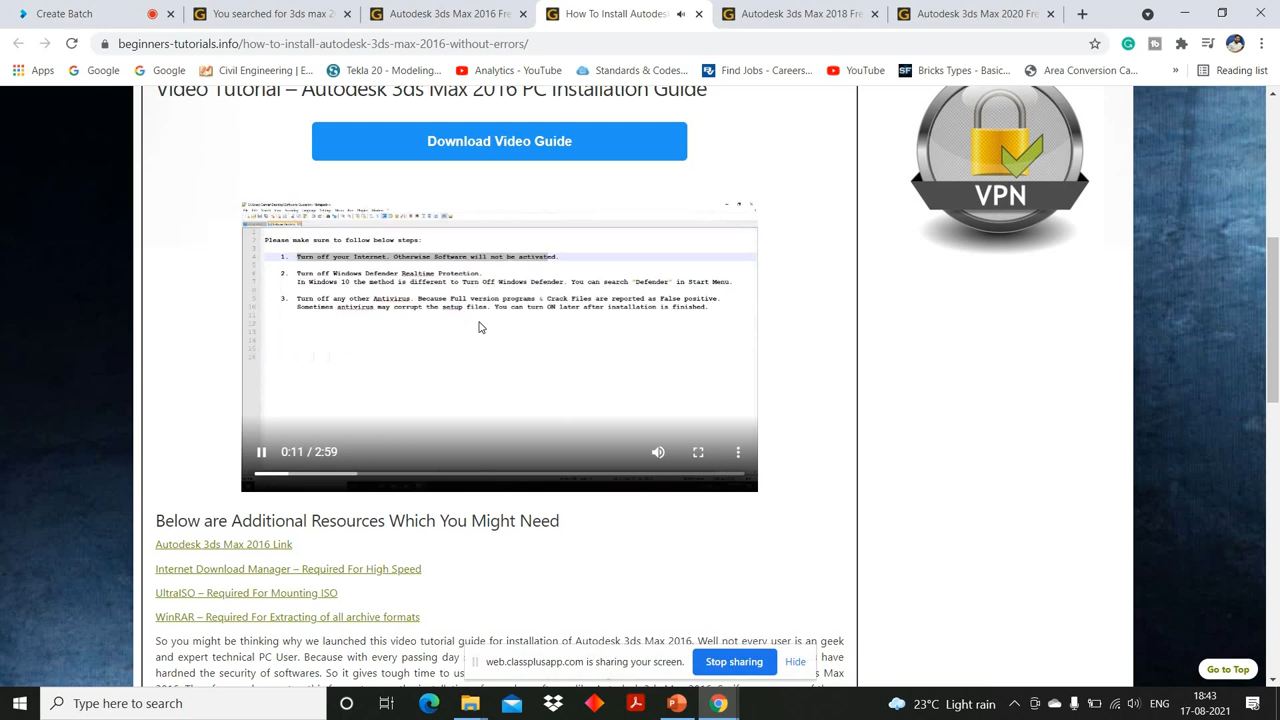 Create Batch
You searched for 3ds max 2
Autodesk 3ds Max 2016 Free
How To Install Autodesk
Autodesk 3ds Max 2018 Free
Autodesk 3ds Max 2020 Free
beginners-tutorials.info/how-to-install-autodesk-3ds-max-2016-without-errors/
Apps
Google
Google
Civil Engineering | E...
Tekla 20 - Modeling...
Analytics - YouTube
Standards & Codes...
Find Jobs - Careers...
YouTube
Bricks Types - Basic...
Area Conversion Ca...
»
Reading list
Video Tutorial – Autodesk 3ds Max 2016 PC Installation Guide
Download Video Guide
VPN
Please make sure to follow below steps:
1. Turn off your Internet. Otherwise Software will not be activated.
2. Turn off Windows Defender Realtime Protection.
In Windows 10 the method is different to Turn Off Windows Defender. You can search "Defender" in Start Menu.
3. Turn off any other Antivirus. Because Full version programs & Crack Files are reported as False positive.
Sometimes antivirus may corrupt the setup files. You can turn ON later after installation is finished.
0:11 / 2:59
Below are Additional Resources Which You Might Need
Autodesk 3ds Max 2016 Link
Internet Download Manager – Required For High Speed
UltraISO – Required For Mounting ISO
WinRAR – Required For Extracting of all archive formats
So you might be thinking why we launched this video tutorial guide for installation of Autodesk 3ds Max 2016. Well not every user is an geek
and expert technical PC User. Because with every passing day
have
hardned the security of softwares. So it gives tough time to
Max
web.classplusapp.com is sharing your screen.
Stop sharing
Hide
Go to Top
Type here to search
23°C Light rain
ENG
18:43
17-08-2021